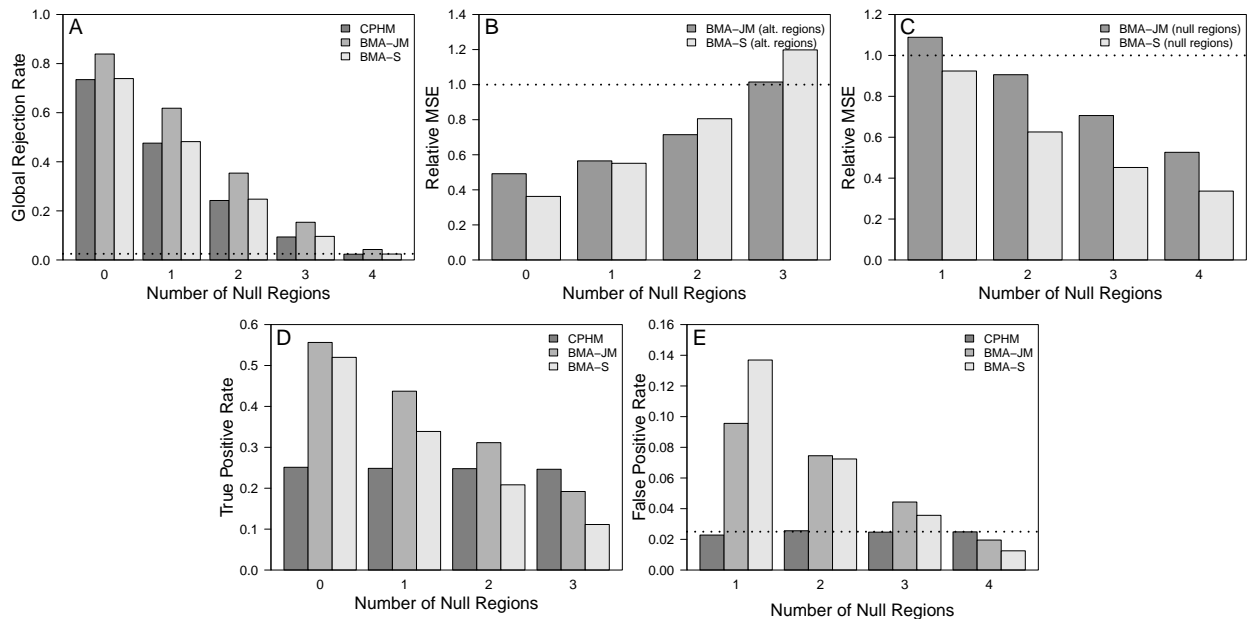 A
CPHM
BMA−JM
BMA−S
Global Rejection Rate
1.0
0.8
0.6
0.4
0.2
0.0
0 1 2 3 4
Number of Null Regions
B
BMA−JM (alt. regions)
BMA−S (alt. regions)
Relative MSE
1.4
1.2
1.0
0.8
0.6
0.4
0.2
0.0
0 1 2 3
Number of Null Regions
C
BMA−JM (null regions)
BMA−S (null regions)
Relative MSE
1.2
1.0
0.8
0.6
0.4
0.2
0.0
1 2 3 4
Number of Null Regions
D
CPHM
BMA−JM
BMA−S
True Positive Rate
0.6
0.5
0.4
0.3
0.2
0.1
0.0
0 1 2 3
Number of Null Regions
E
CPHM
BMA−JM
BMA−S
False Positive Rate
0.16
0.14
0.12
0.10
0.08
0.06
0.04
0.02
0.00
1 2 3 4
Number of Null Regions